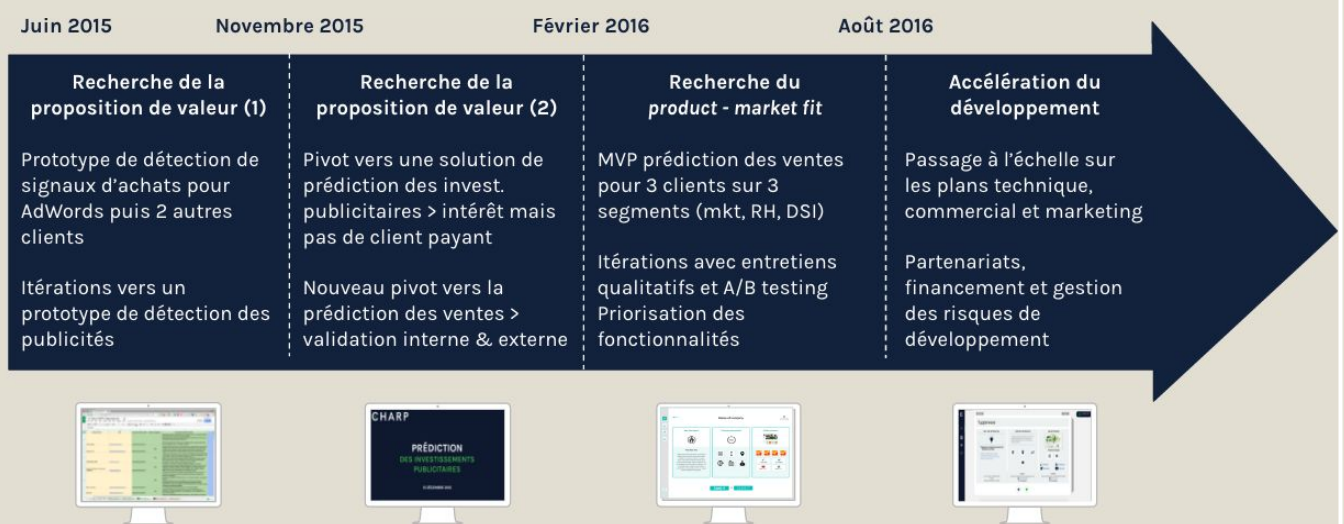 Juin 2015
Novembre 2015
Février 2016
Août 2016
Recherche de la
proposition de valeur (1)
Prototype de détection de
signaux d'achats pour
AdWords puis 2 autres
clients
Itérations vers un
prototype de détection des
publicités
Recherche de la
proposition de valeur (2)
Pivot vers une solution de
prédiction des invest.
publicitaires > intérêt mais
pas de client payant
Nouveau pivot vers la
prédiction des ventes >
validation interne & externe
Recherche du
product - market fit
MVP prédiction des ventes
pour 3 clients sur 3
segments (mkt, RH, DSI)
Itérations avec entretiens
qualitatifs et A/B testing
Priorisation des
fonctionnalités
Accélération du
développement
Passage à l'échelle sur
les plans technique,
commercial et marketing
Partenariats,
financement et gestion
des risques de
développement
CHARP
PRÉDICTION
DES INVESTISSEMENTS
PUBLICITAIRES